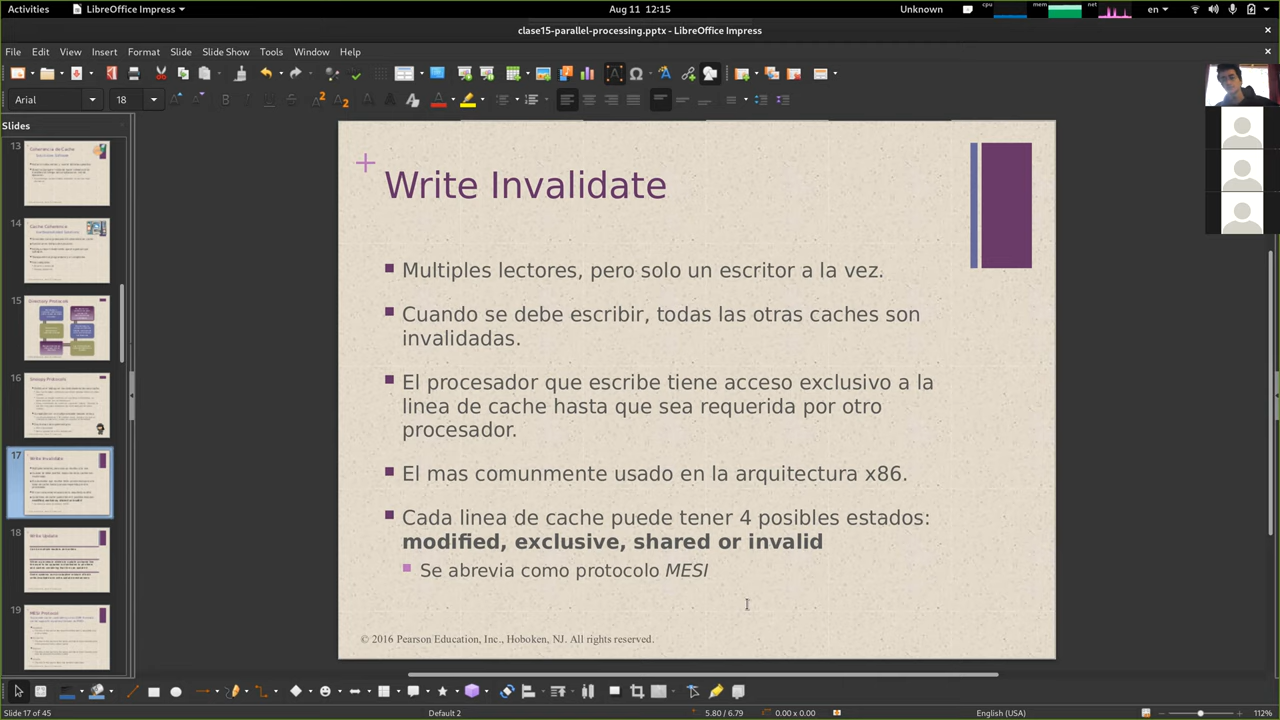 Activities
LibreOffice Impress
Aug 11 12:15
Unknown
cpu
mem
net
en
clase15-parallel-processing.pptx - LibreOffice Impress
File Edit View Insert Format Slide Slide Show Tools Window Help
Arial
18
Slides
13
14
15
16
17
18
19
Write Invalidate
Multiples lectores, pero solo un escritor a la vez.
Cuando se debe escribir, todas las otras caches son
invalidadas.
El procesador que escribe tiene acceso exclusivo a la
linea de cache hasta que sea requerida por otro
procesador.
El mas comunmente usado en la arquitectura x86.
Cada linea de cache puede tener 4 posibles estados:
modified, exclusive, shared or invalid
Se abrevia como protocolo MESI
© 2016 Pearson Education, Inc., Hoboken, NJ. All rights reserved.
Slide 17 of 45
Default 2
5.80 / 6.79
0.00 x 0.00
English (USA)
112%